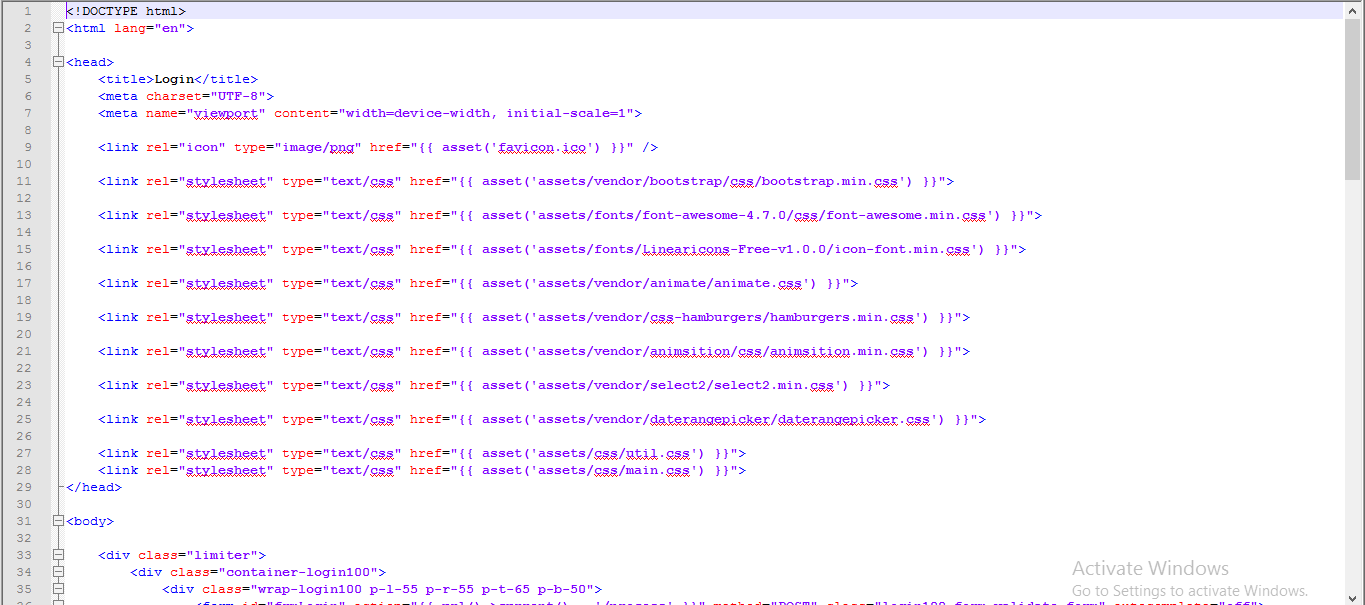 1 <!DOCTYPE html>
2 <html lang="en">
3
4 <head>
5 <title>Login</title>
6 <meta charset="UTF-8">
7 <meta name="viewport" content="width=device-width, initial-scale=1">
8
9 <link rel="icon" type="image/png" href="{{ asset('favicon.ico') }}" />
10
11 <link rel="stylesheet" type="text/css" href="{{ asset('assets/vendor/bootstrap/css/bootstrap.min.css') }}">
12
13 <link rel="stylesheet" type="text/css" href="{{ asset('assets/fonts/font-awesome-4.7.0/css/font-awesome.min.css') }}">
14
15 <link rel="stylesheet" type="text/css" href="{{ asset('assets/fonts/Linearicons-Free-v1.0.0/icon-font.min.css') }}">
16
17 <link rel="stylesheet" type="text/css" href="{{ asset('assets/vendor/animate/animate.css') }}">
18
19 <link rel="stylesheet" type="text/css" href="{{ asset('assets/vendor/css-hamburgers/hamburgers.min.css') }}">
20
21 <link rel="stylesheet" type="text/css" href="{{ asset('assets/vendor/animsition/css/animsition.min.css') }}">
22
23 <link rel="stylesheet" type="text/css" href="{{ asset('assets/vendor/select2/select2.min.css') }}">
24
25 <link rel="stylesheet" type="text/css" href="{{ asset('assets/vendor/daterangepicker/daterangepicker.css') }}">
26
27 <link rel="stylesheet" type="text/css" href="{{ asset('assets/css/util.css') }}">
28 <link rel="stylesheet" type="text/css" href="{{ asset('assets/css/main.css') }}">
29 </head>
30
31 <body>
32
33 <div class="limiter">
34 <div class="container-login100">
35 <div class="wrap-login100 p-l-55 p-r-55 p-t-65 p-b-50">
Activate Windows
Go to Settings to activate Windows.